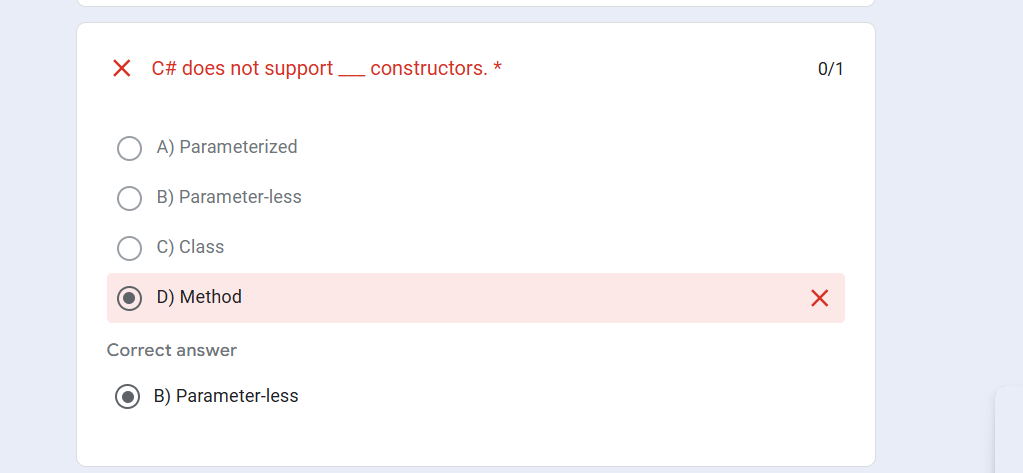 C# does not support ___ constructors. *
0/1
A) Parameterized
B) Parameter-less
C) Class
D) Method
Correct answer
B) Parameter-less